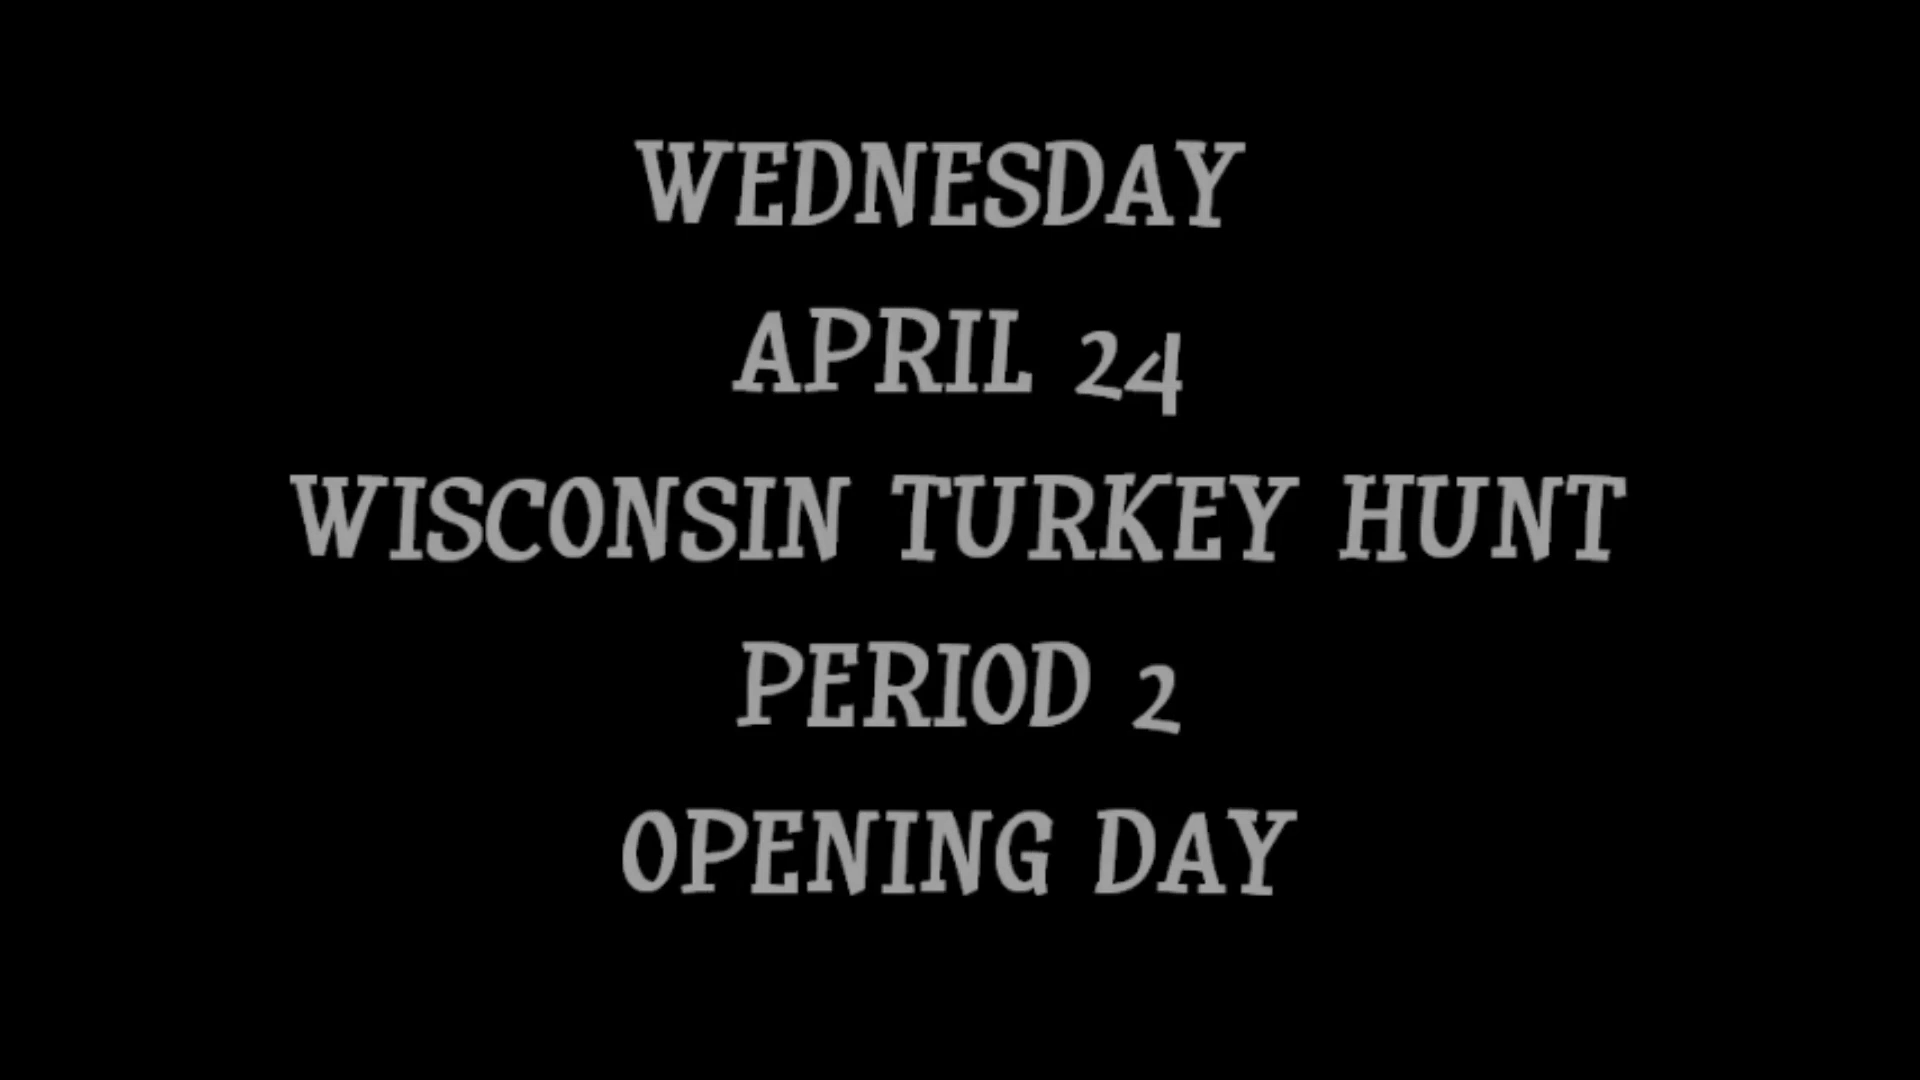 WEDNESDAY
APRIL 24
WISCONSIN TURKEY HUNT
PERIOD 2
OPENING DAY